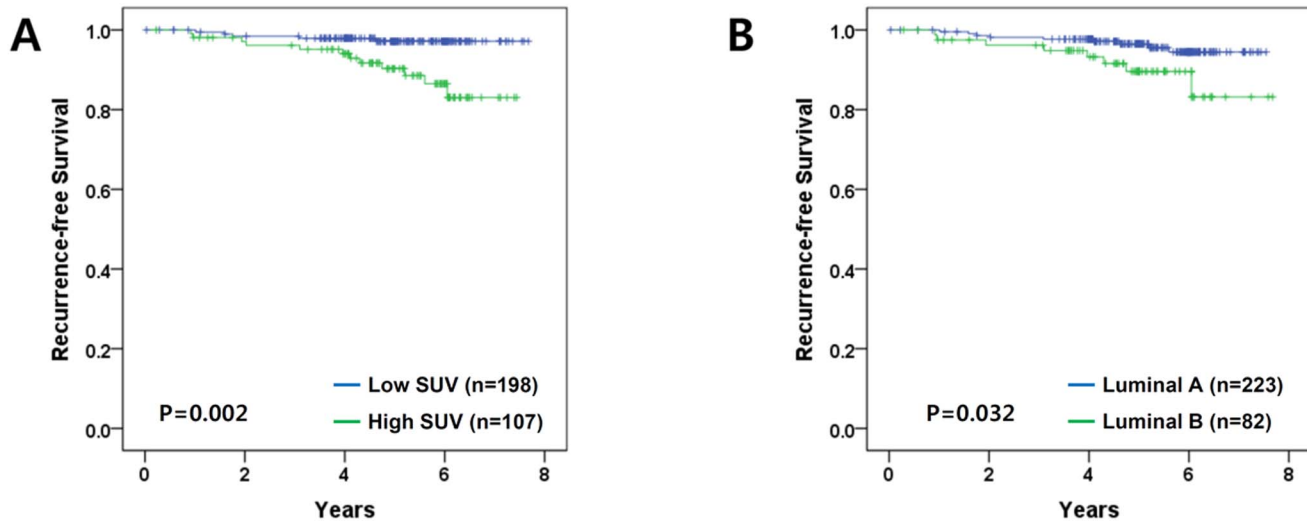 A
Recurrence-free Survival
1.0
0.8
0.6
0.4
0.2
0.0
Low SUV (n=198)
High SUV (n=107)
P=0.002
0 2 4 6 8
Years
B
Recurrence-free Survival
1.0
0.8
0.6
0.4
0.2
0.0
Luminal A (n=223)
Luminal B (n=82)
P=0.032
0 2 4 6 8
Years